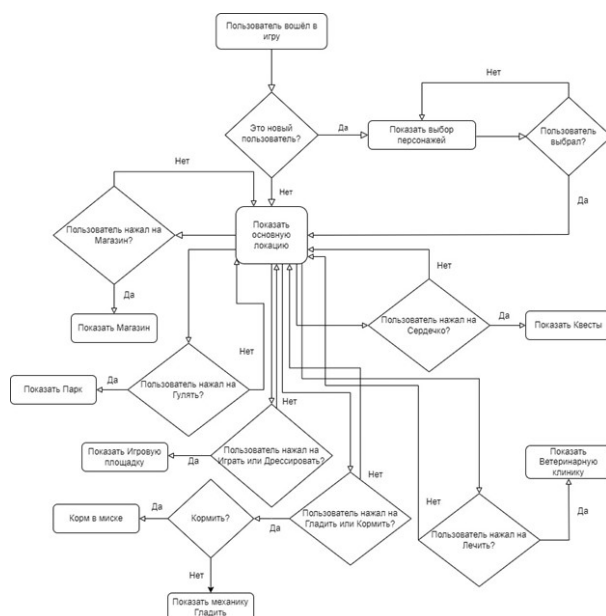 Пользователь вошёл в
игру
Нет
Это новый
пользователь?
Да
Показать выбор
персонажей
Пользователь
выбрал?
Нет
Нет
Да
Показать
основную
локацию
Пользователь нажал на
Магазин?
Да
Нет
Показать Магазин
Пользователь нажал на
Сердечко?
Да
Показать Квесты
Показать Парк
Да
Пользователь нажал на
Гулять?
Нет
Нет
Показать Игровую
площадку
Да
Пользователь нажал на
Играть или Дрессировать?
Показать
Ветеринарную
клинику
Нет
Корм в миске
Да
Кормить?
Да
Пользователь нажал на
Гладить или Кормить?
Нет
Да
Пользователь нажал на
Лечить?
Нет
Показать механику
Гладить